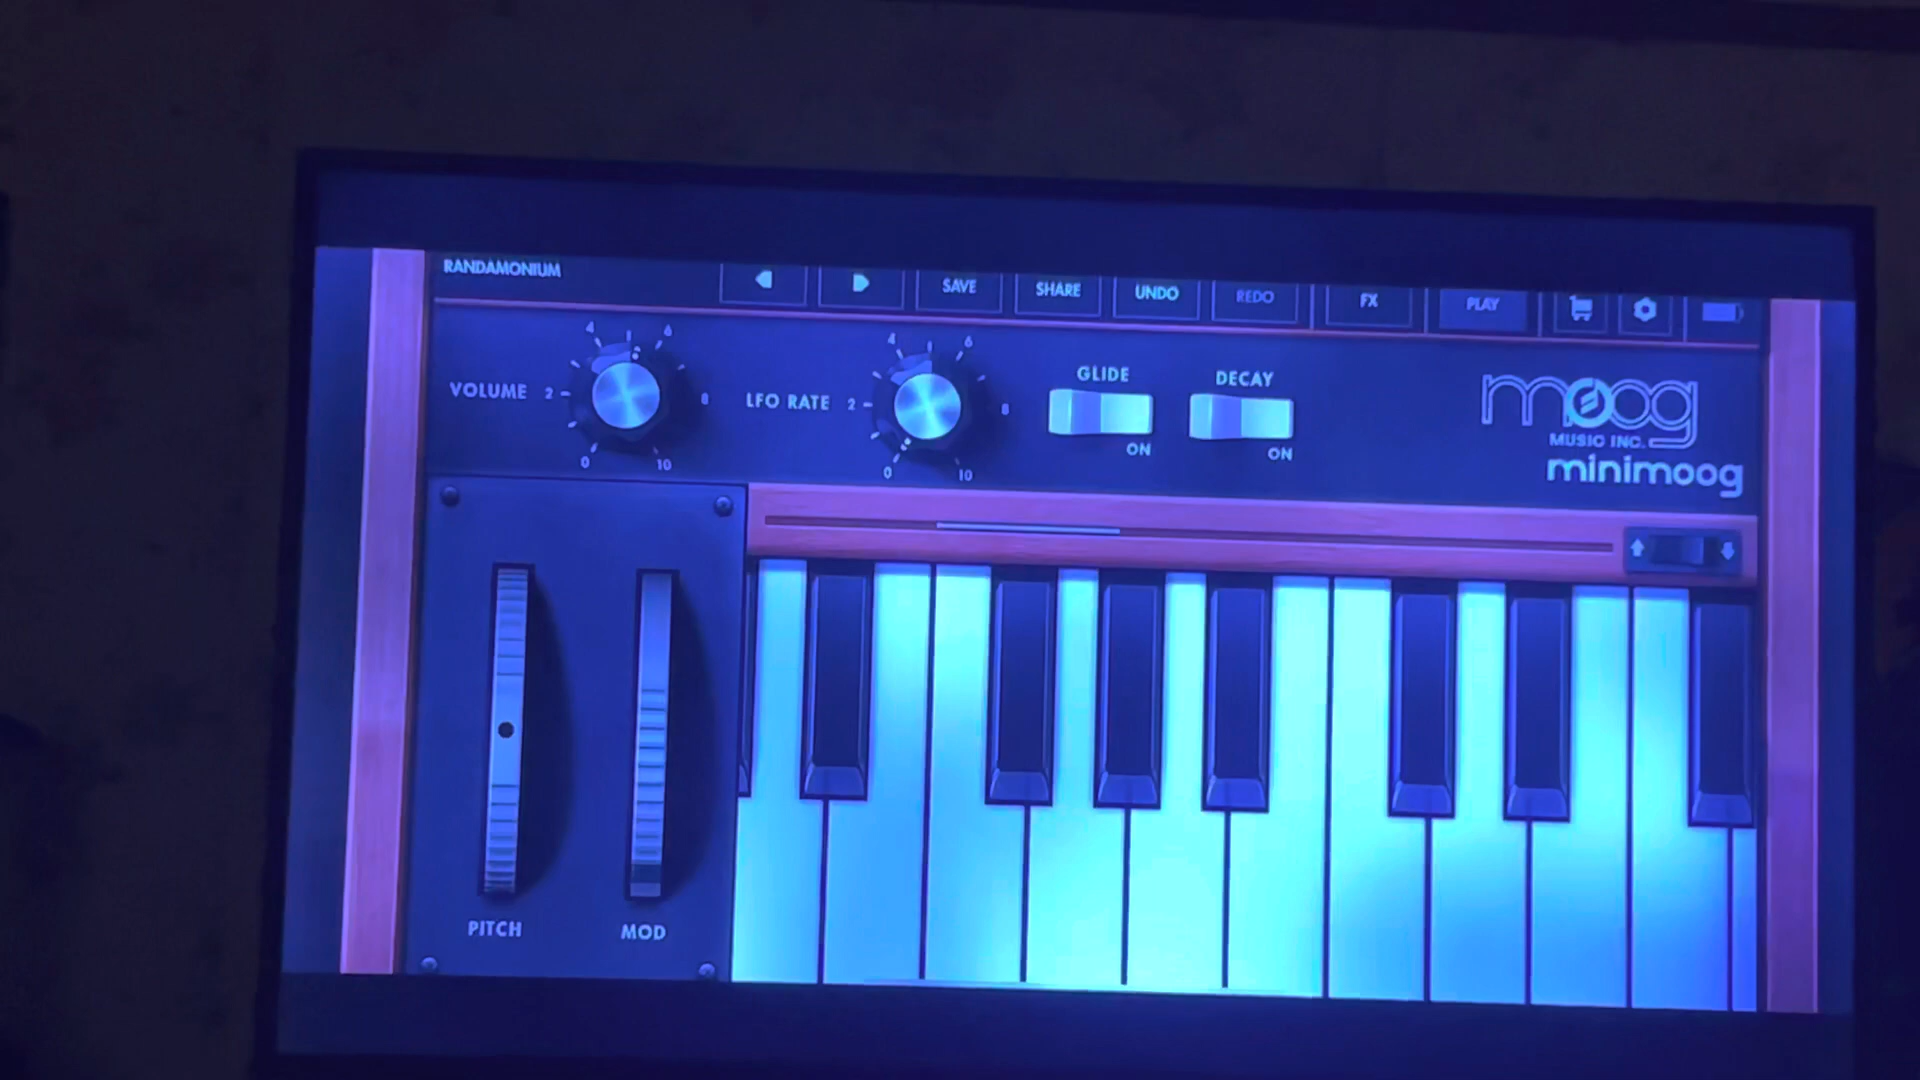 RANDAMONIUM
SAVE
SHARE
UNDO
REDO
FX
PLAY
VOLUME
0
2
4
6
8
10
LFO RATE
0
2
4
6
8
10
GLIDE
ON
DECAY
ON
moog
MUSIC INC.
minimoog
PITCH
MOD